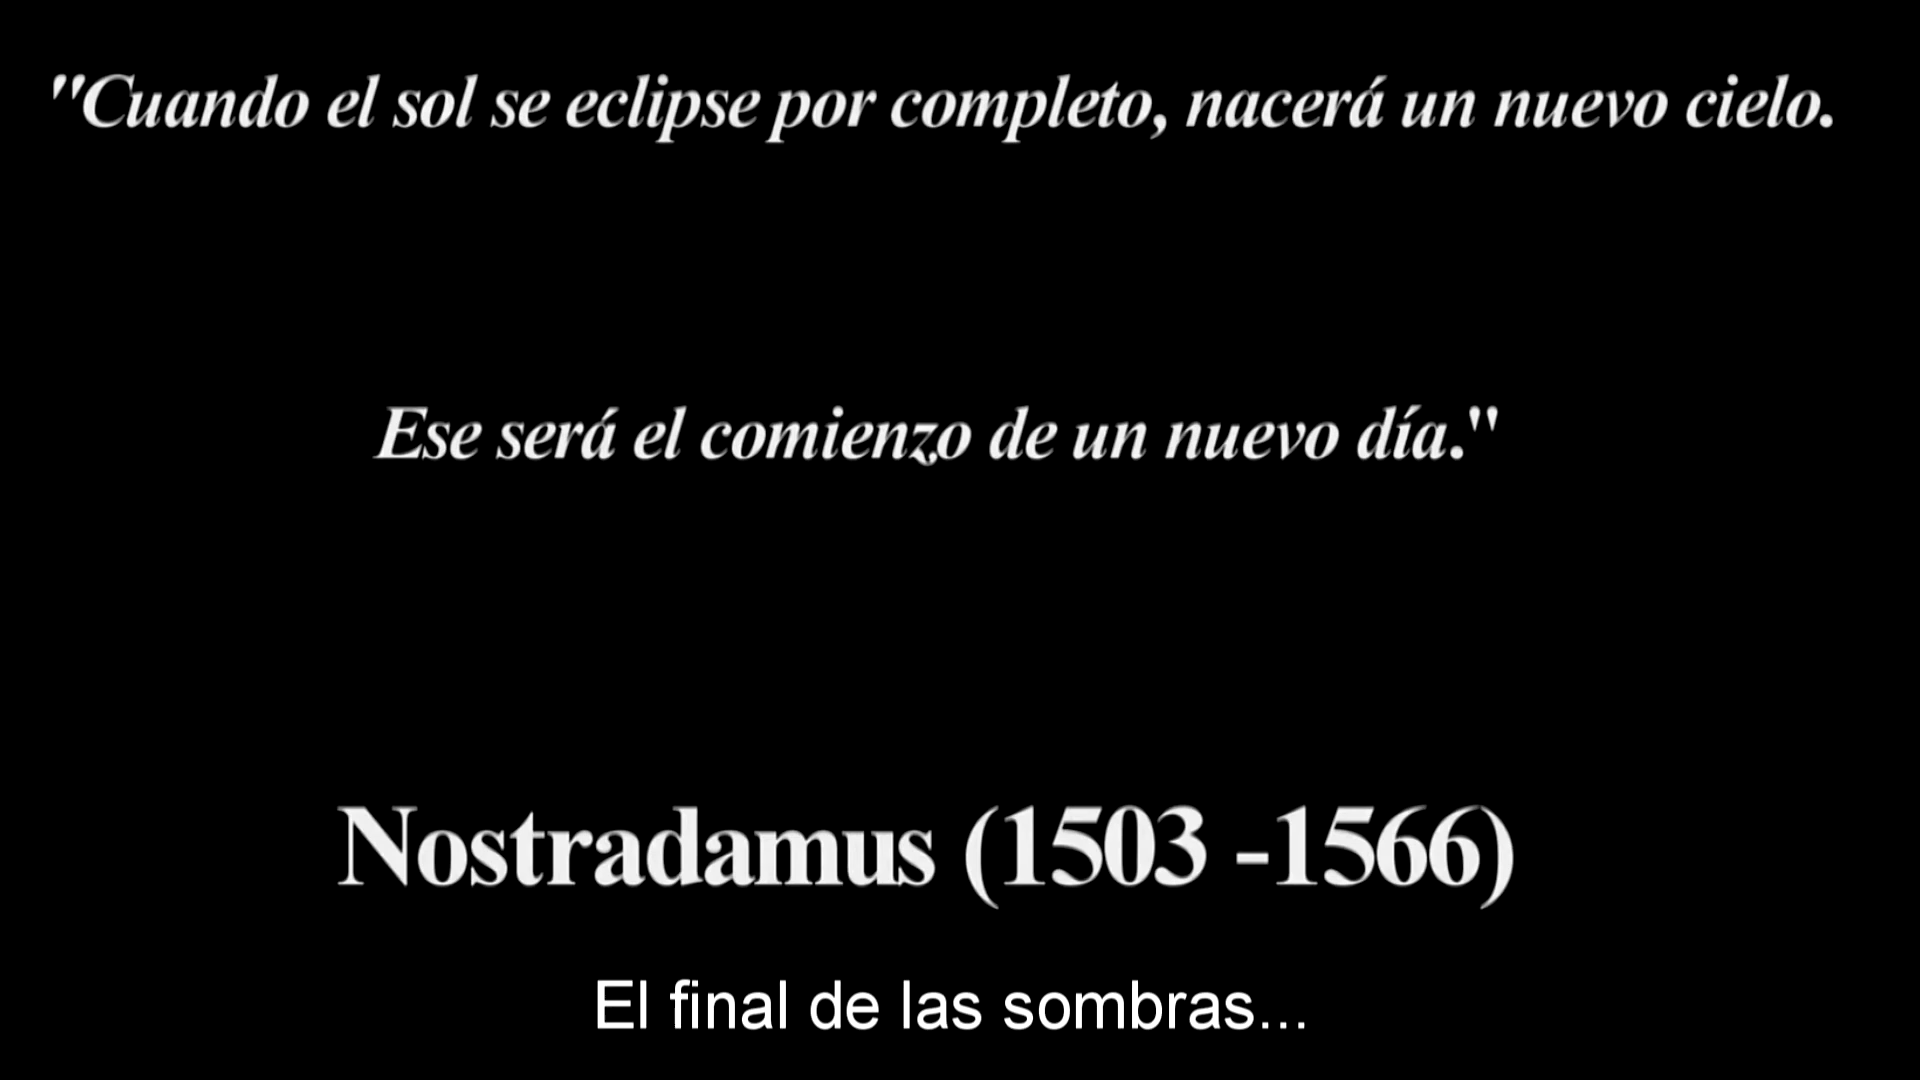 "Cuando el sol se eclipse por completo, nacerá un nuevo cielo.
Ese será el comienzo de un nuevo día."
Nostradamus (1503 -1566)
El final de las sombras...